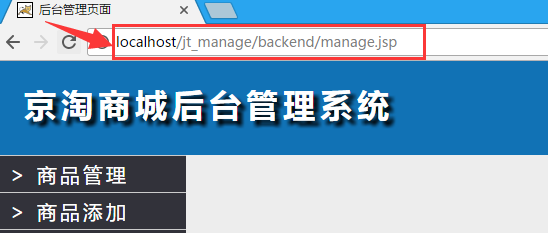 后台管理页面
localhost/jt_manage/backend/manage.jsp
京淘商城后台管理系统
> 商品管理
> 商品添加